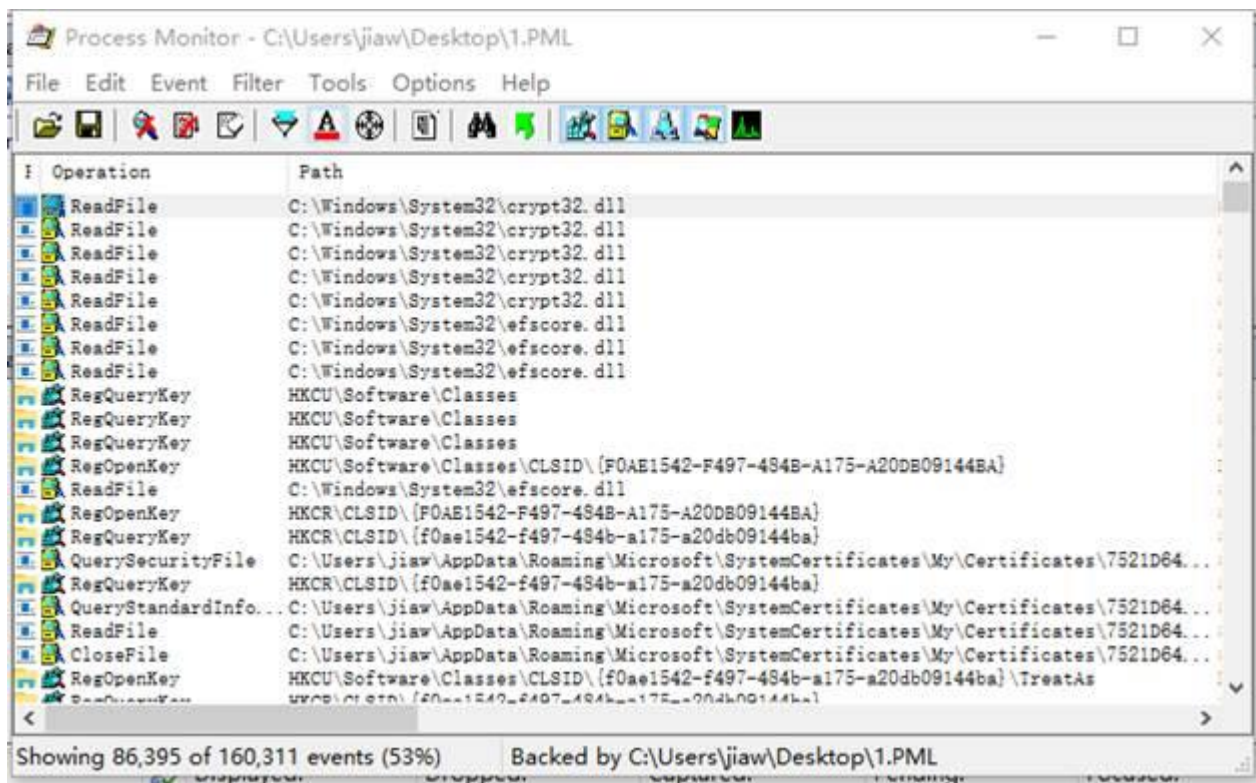 Process Monitor - C:\Users\jiaw\Desktop\1.PML
File Edit Event Filter Tools Options Help
Operation Path
ReadFile C:\Windows\System32\crypt32.dll
ReadFile C:\Windows\System32\crypt32.dll
ReadFile C:\Windows\System32\crypt32.dll
ReadFile C:\Windows\System32\crypt32.dll
ReadFile C:\Windows\System32\crypt32.dll
ReadFile C:\Windows\System32\efscore.dll
ReadFile C:\Windows\System32\efscore.dll
ReadFile C:\Windows\System32\efscore.dll
RegQueryKey HKCU\Software\Classes
RegQueryKey HKCU\Software\Classes
RegQueryKey HKCU\Software\Classes
RegOpenKey HKCU\Software\Classes\CLSID\{F0AE1542-F497-484B-A175-A20DB09144BA}
ReadFile C:\Windows\System32\efscore.dll
RegOpenKey HKCR\CLSID\{F0AE1542-F497-484B-A175-A20DB09144BA}
RegQueryKey HKCR\CLSID\{f0ae1542-f497-484b-a175-a20db09144ba}
QuerySecurityFile C:\Users\jiaw\AppData\Roaming\Microsoft\SystemCertificates\My\Certificates\7521D64...
RegQueryKey HKCR\CLSID\{f0ae1542-f497-484b-a175-a20db09144ba}
QueryStandardInfo...C:\Users\jiaw\AppData\Roaming\Microsoft\SystemCertificates\My\Certificates\7521D64...
ReadFile C:\Users\jiaw\AppData\Roaming\Microsoft\SystemCertificates\My\Certificates\7521D64...
CloseFile C:\Users\jiaw\AppData\Roaming\Microsoft\SystemCertificates\My\Certificates\7521D64...
RegOpenKey HKCU\Software\Classes\CLSID\{f0ae1542-f497-484b-a175-a20db09144ba}\TreatAs
RegQueryKey HKCR\CLSID\{f0ae1542-f497-484b-a175-a20db09144ba}
Showing 86,395 of 160,311 events (53%) Backed by C:\Users\jiaw\Desktop\1.PML